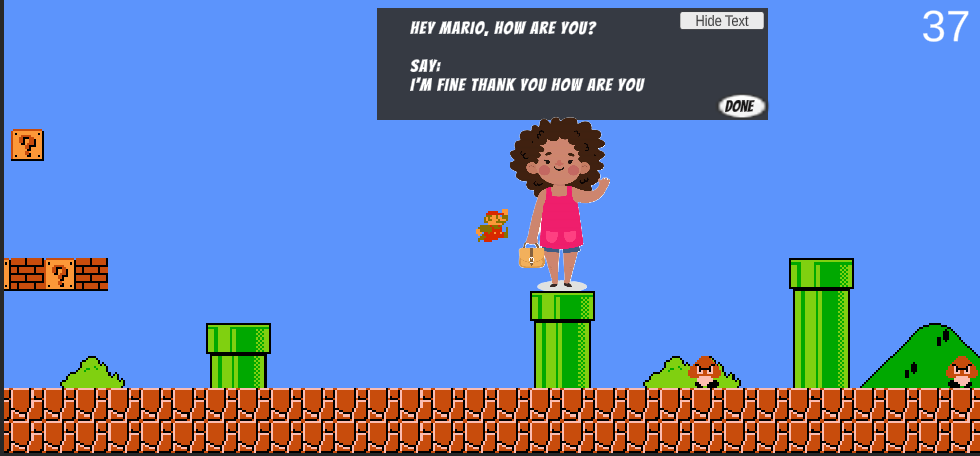 HEY MARIO, HOW ARE YOU?
Hide Text
37
SAY:
I'M FINE THANK YOU HOW ARE YOU
DONE
?
?